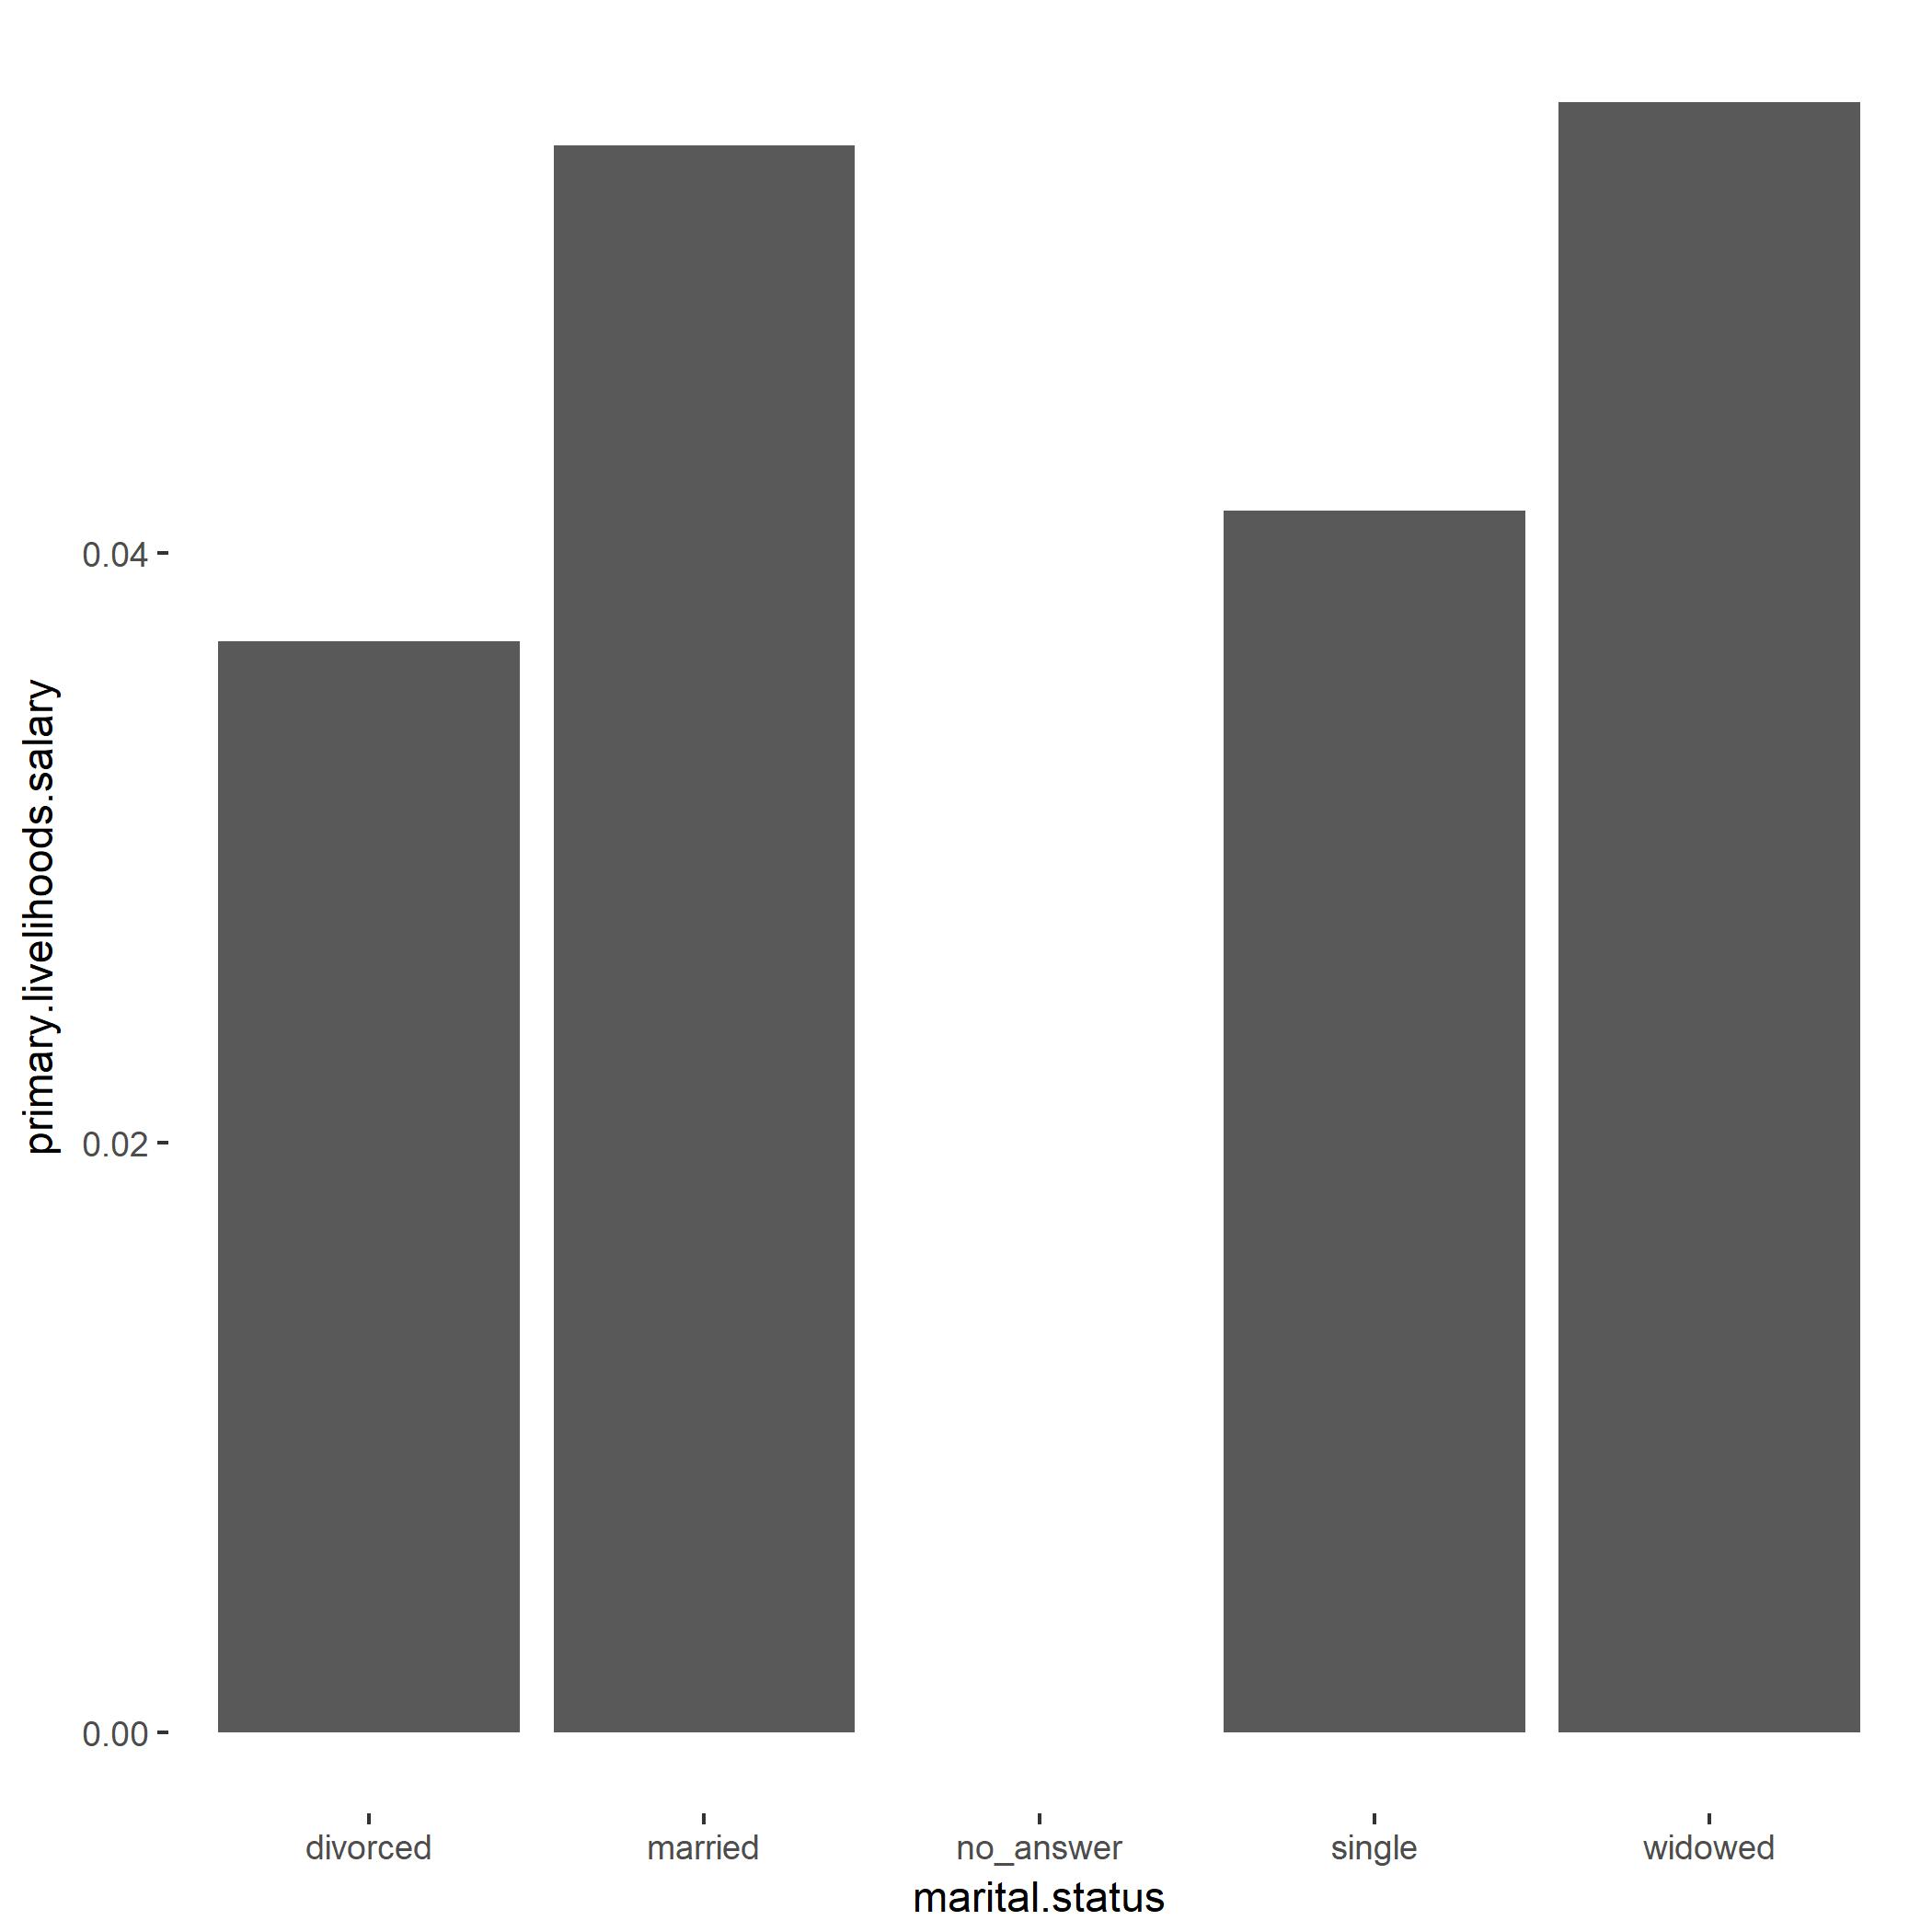 primary.livelihoods.salary
0.04
0.02
0.00
divorced married no_answer single widowed
marital.status